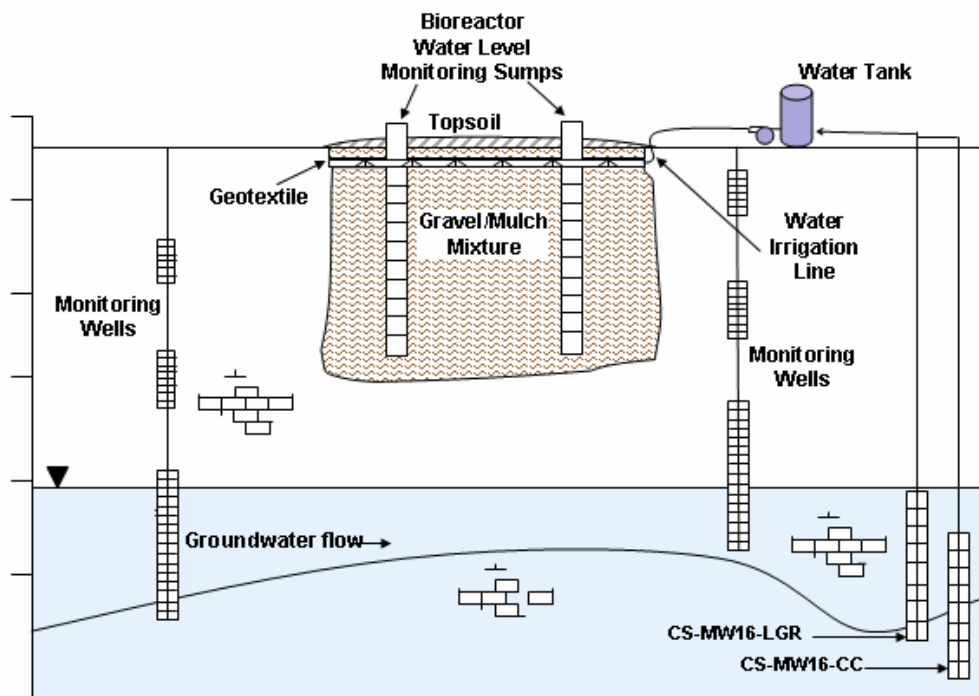 Bioreactor
Water Level
Monitoring Sumps
Water Tank
Topsoil
Geotextile
Gravel/Mulch
Mixture
Water
Irrigation
Line
Monitoring
Wells
Monitoring
Wells
Groundwater flow
CS-MW16-LGR
CS-MW16-CC